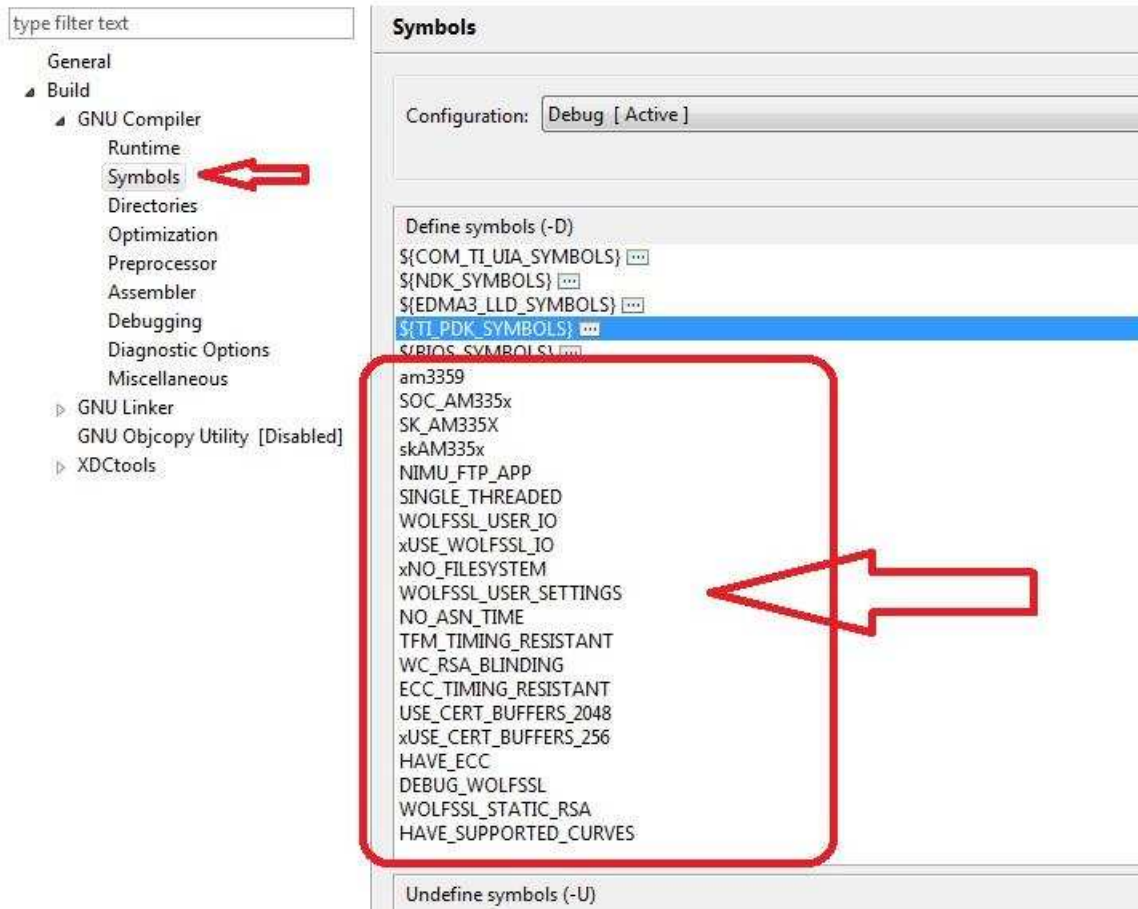 type filter text
General
Build
GNU Compiler
Runtime
Symbols
Directories
Optimization
Preprocessor
Assembler
Debugging
Diagnostic Options
Miscellaneous
GNU Linker
GNU Objcopy Utility [Disabled]
XDCtools
Symbols
Configuration: Debug [ Active ]
Define symbols (-D)
${COM_TI_UIA_SYMBOLS}
${NDK_SYMBOLS}
${EDMA3_LLD_SYMBOLS}
${TI_PDK_SYMBOLS}
${BIOS_SYMBOLS}
am3359
SOC_AM335x
SK_AM335X
skAM335x
NIMU_FTP_APP
SINGLE_THREADED
WOLFSSL_USER_IO
xUSE_WOLFSSL_IO
xNO_FILESYSTEM
WOLFSSL_USER_SETTINGS
NO_ASN_TIME
TFM_TIMING_RESISTANT
WC_RSA_BLINDING
ECC_TIMING_RESISTANT
USE_CERT_BUFFERS_2048
xUSE_CERT_BUFFERS_256
HAVE_ECC
DEBUG_WOLFSSL
WOLFSSL_STATIC_RSA
HAVE_SUPPORTED_CURVES
Undefine symbols (-U)